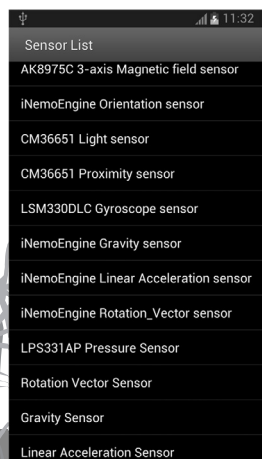 11:32
Sensor List
AK8975C 3-axis Magnetic field sensor
iNemoEngine Orientation sensor
CM36651 Light sensor
CM36651 Proximity sensor
LSM330DLC Gyroscope sensor
iNemoEngine Gravity sensor
iNemoEngine Linear Acceleration sensor
iNemoEngine Rotation_Vector sensor
LPS331AP Pressure Sensor
Rotation Vector Sensor
Gravity Sensor
Linear Acceleration Sensor